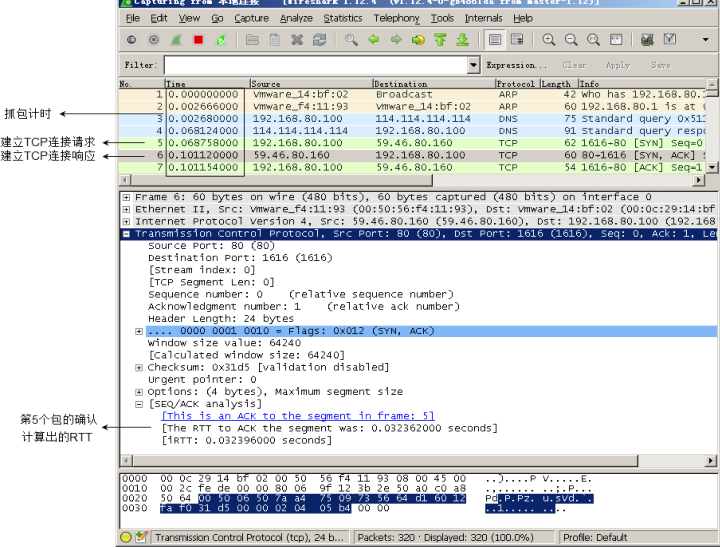 Capturing from 本地连接 [Wireshark 1.12.4 (v1.12.4-0-gb4861da from master-1.12)]
File Edit View Go Capture Analyze Statistics Telephony Tools Internals Help
Filter: Expression... Clear Apply Save
No. Time Source Destination Protocol Length Info
1 0.000000000 Vmware_14:bf:02 Broadcast ARP 42 Who has 192.168.80.1
2 0.002666000 Vmware_f4:11:93 Vmware_14:bf:02 ARP 60 192.168.80.1 is at
抓包计时
3 0.002680000 192.168.80.100 114.114.114.114 DNS 75 Standard query 0x511
4 0.068124000 114.114.114.114 192.168.80.100 DNS 91 Standard query respo
建立TCP连接请求
5 0.068758000 192.168.80.100 59.46.80.160 TCP 62 1616→80 [SYN] Seq=0
建立TCP连接响应
6 0.101120000 59.46.80.160 192.168.80.100 TCP 60 80→1616 [SYN, ACK] S
7 0.101154000 192.168.80.100 59.46.80.160 TCP 54 1616→80 [ACK] Seq=1
Frame 6: 60 bytes on wire (480 bits), 60 bytes captured (480 bits) on interface 0
Ethernet II, Src: Vmware_f4:11:93 (00:50:56:f4:11:93), Dst: Vmware_14:bf:02 (00:0c:29:14:bf
Internet Protocol Version 4, Src: 59.46.80.160 (59.46.80.160), Dst: 192.168.80.100 (192.168
Transmission Control Protocol, Src Port: 80 (80), Dst Port: 1616 (1616), Seq: 0, Ack: 1, Le
Source Port: 80 (80)
Destination Port: 1616 (1616)
[Stream index: 0]
[TCP Segment Len: 0]
Sequence number: 0 (relative sequence number)
Acknowledgment number: 1 (relative ack number)
Header Length: 24 bytes
.... 0000 0001 0010 = Flags: 0x012 (SYN, ACK)
Window size value: 64240
[Calculated window size: 64240]
Checksum: 0x31d5 [validation disabled]
Urgent pointer: 0
Options: (4 bytes), Maximum segment size
[SEQ/ACK analysis]
第5个包的确认
计算出的RTT
[This is an ACK to the segment in frame: 5]
[The RTT to ACK the segment was: 0.032362000 seconds]
[iRTT: 0.032396000 seconds]
0000 00 0c 29 14 bf 02 00 50 56 f4 11 93 08 00 45 00 ..)....P V.....E.
0010 00 2c fe de 00 00 80 06 9f 12 3b 2e 50 a0 c0 a8 .,...... ..;.P...
0020 50 64 00 50 06 50 7a a4 75 09 73 56 64 d1 60 12 Pd.P.Pz. u.sVd.`.
0030 fa f0 31 d5 00 00 02 04 05 b4 00 00 ..1..... ....
Transmission Control Protocol (tcp), 24 b... Packets: 320 · Displayed: 320 (100.0%) Profile: Default